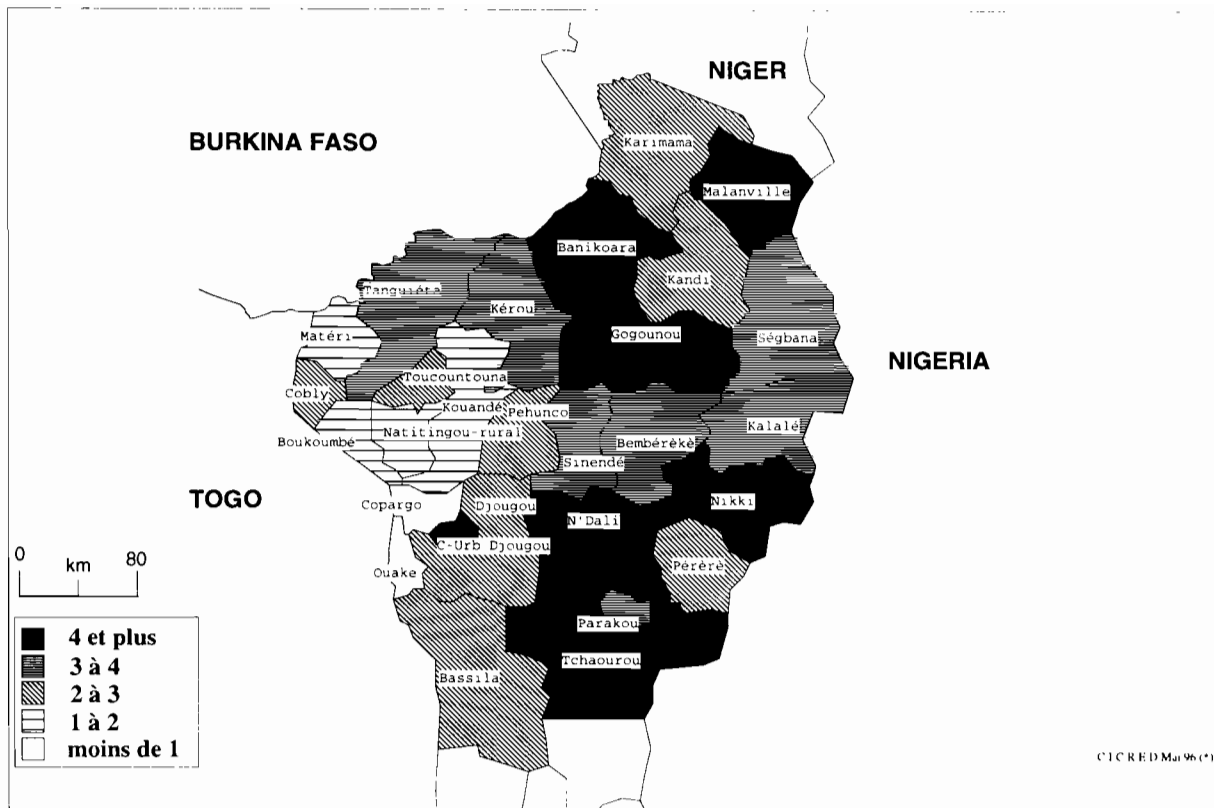 NIGER
BURKINA FASO
Karimama
Malanville
Banikoara
Kandi
Tanguiéta
Kérou
Matéri
Gogounou
Ségbana
NIGERIA
Toucountouna
Cobly
Kouandé
Pehunco
Natitingou-rural
Kalalé
Boukoumbé
Bembérèkè
Sinendé
TOGO
Copargo
Djougou
Nikki
N'Dali
C-Urb Djougou
0 km 80
Ouake
Pèrèrè
Parakou
Tchaourou
Bassila
4 et plus
3 à 4
2 à 3
1 à 2
moins de 1
CICRED Mai 96 (*)